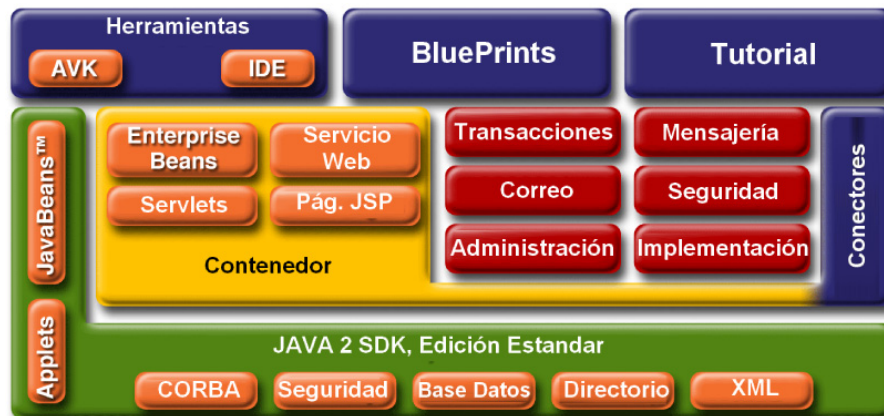 Herramientas
AVK
IDE
BluePrints
Tutorial
JavaBeans™
Applets
Enterprise
Beans
Servicio
Web
Servlets
Pág. JSP
Contenedor
Transacciones
Mensajería
Correo
Seguridad
Administración
Implementación
Conectores
JAVA 2 SDK, Edición Estandar
CORBA
Seguridad
Base Datos
Directorio
XML